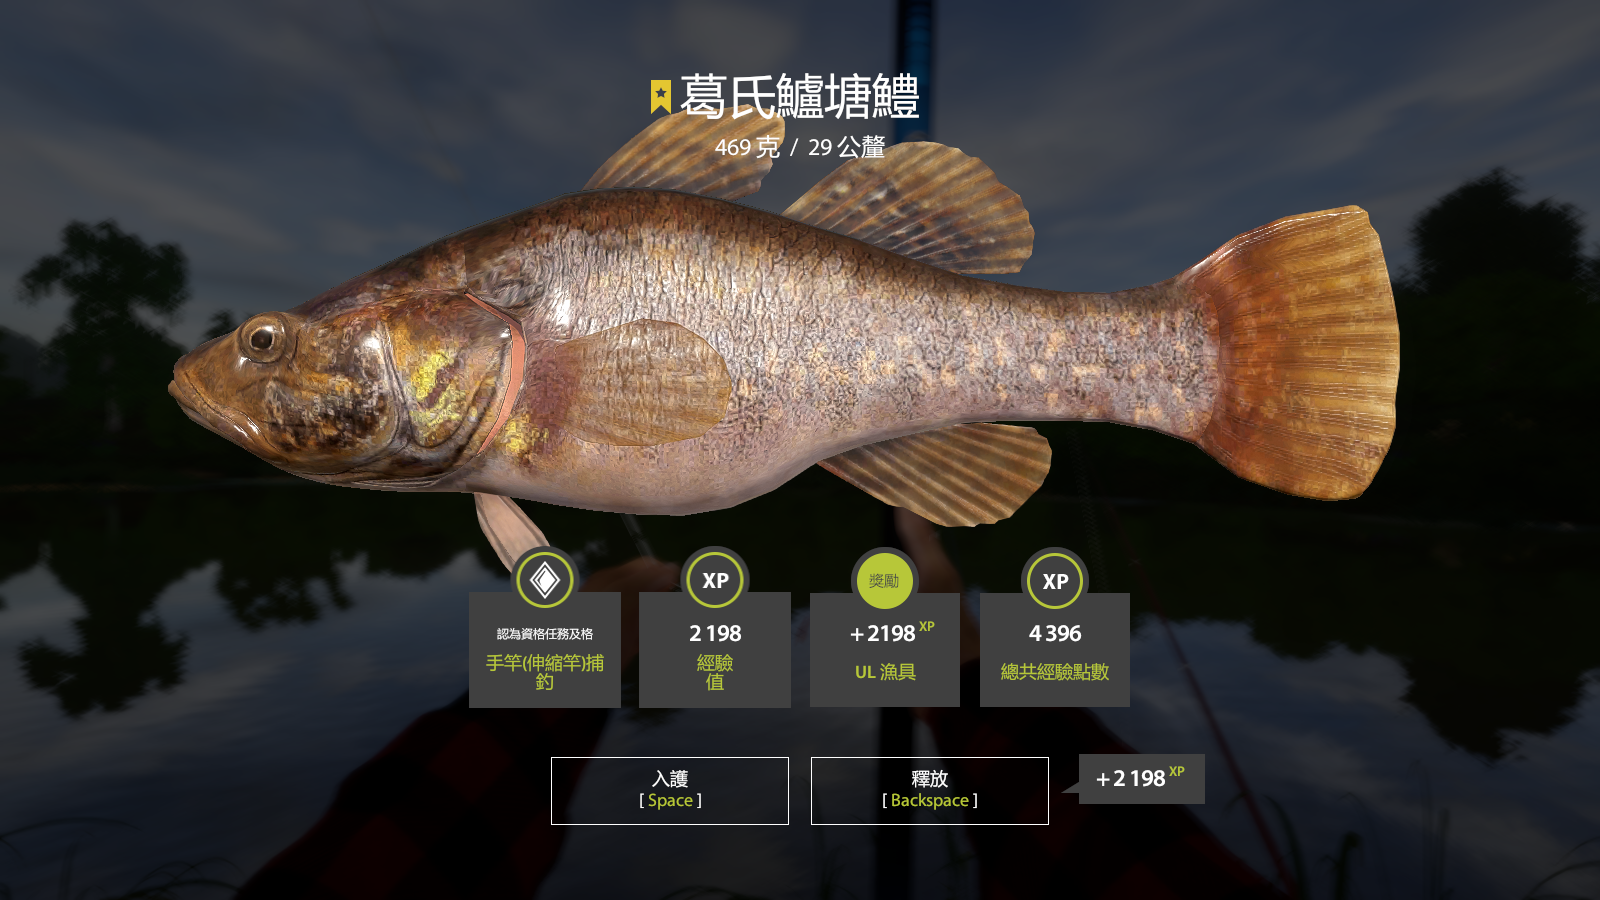 葛氏鱸塘鱧
469 克 / 29 公釐
認為資格任務及格
手竿(伸縮竿)捕
釣
XP
2 198
經驗
值
獎勵
+2198 XP
UL 漁具
XP
4 396
總共經驗點數
入護
[ Space ]
釋放
[ Backspace ]
+2 198 XP